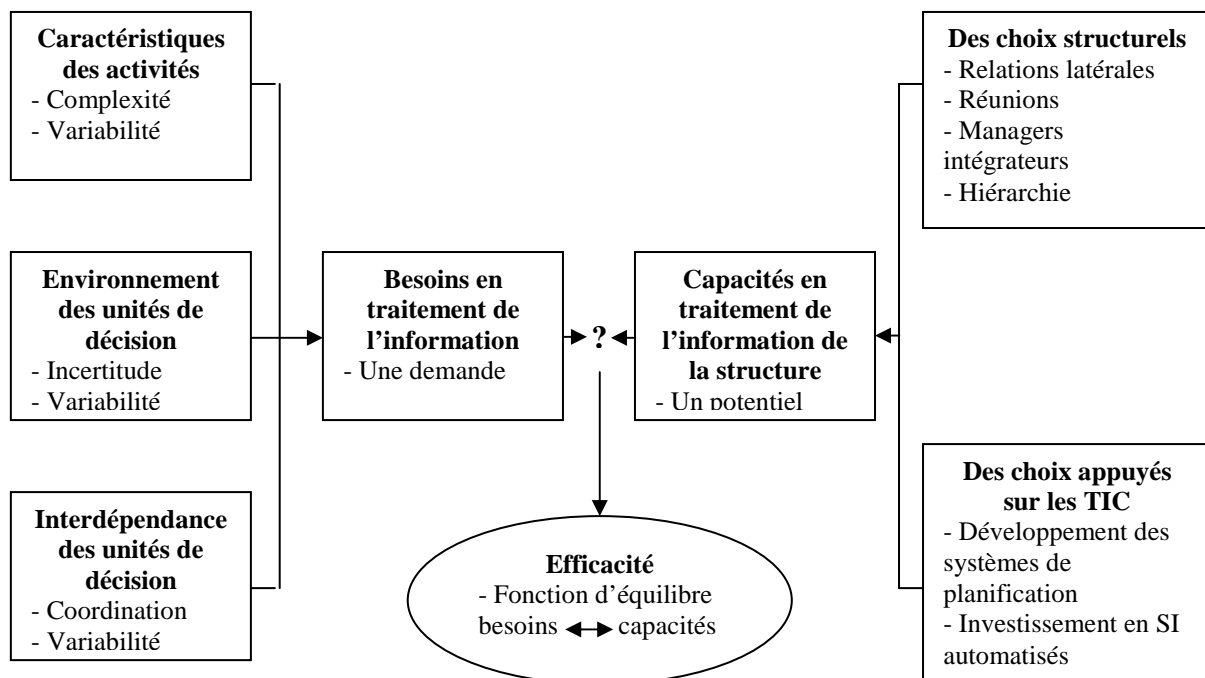 Caractéristiques
des activités
- Complexité
- Variabilité
Environnement
des unités de
décision
- Incertitude
- Variabilité
Interdépendance
des unités de
décision
- Coordination
- Variabilité
Besoins en
traitement de
l’information
- Une demande
?
Capacités en
traitement de
l’information de
la structure
- Un potentiel
Efficacité
- Fonction d’équilibre
besoins capacités
Des choix structurels
- Relations latérales
- Réunions
- Managers
intégrateurs
- Hiérarchie
Des choix appuyés
sur les TIC
- Développement des
systèmes de
planification
- Investissement en SI
automatisés